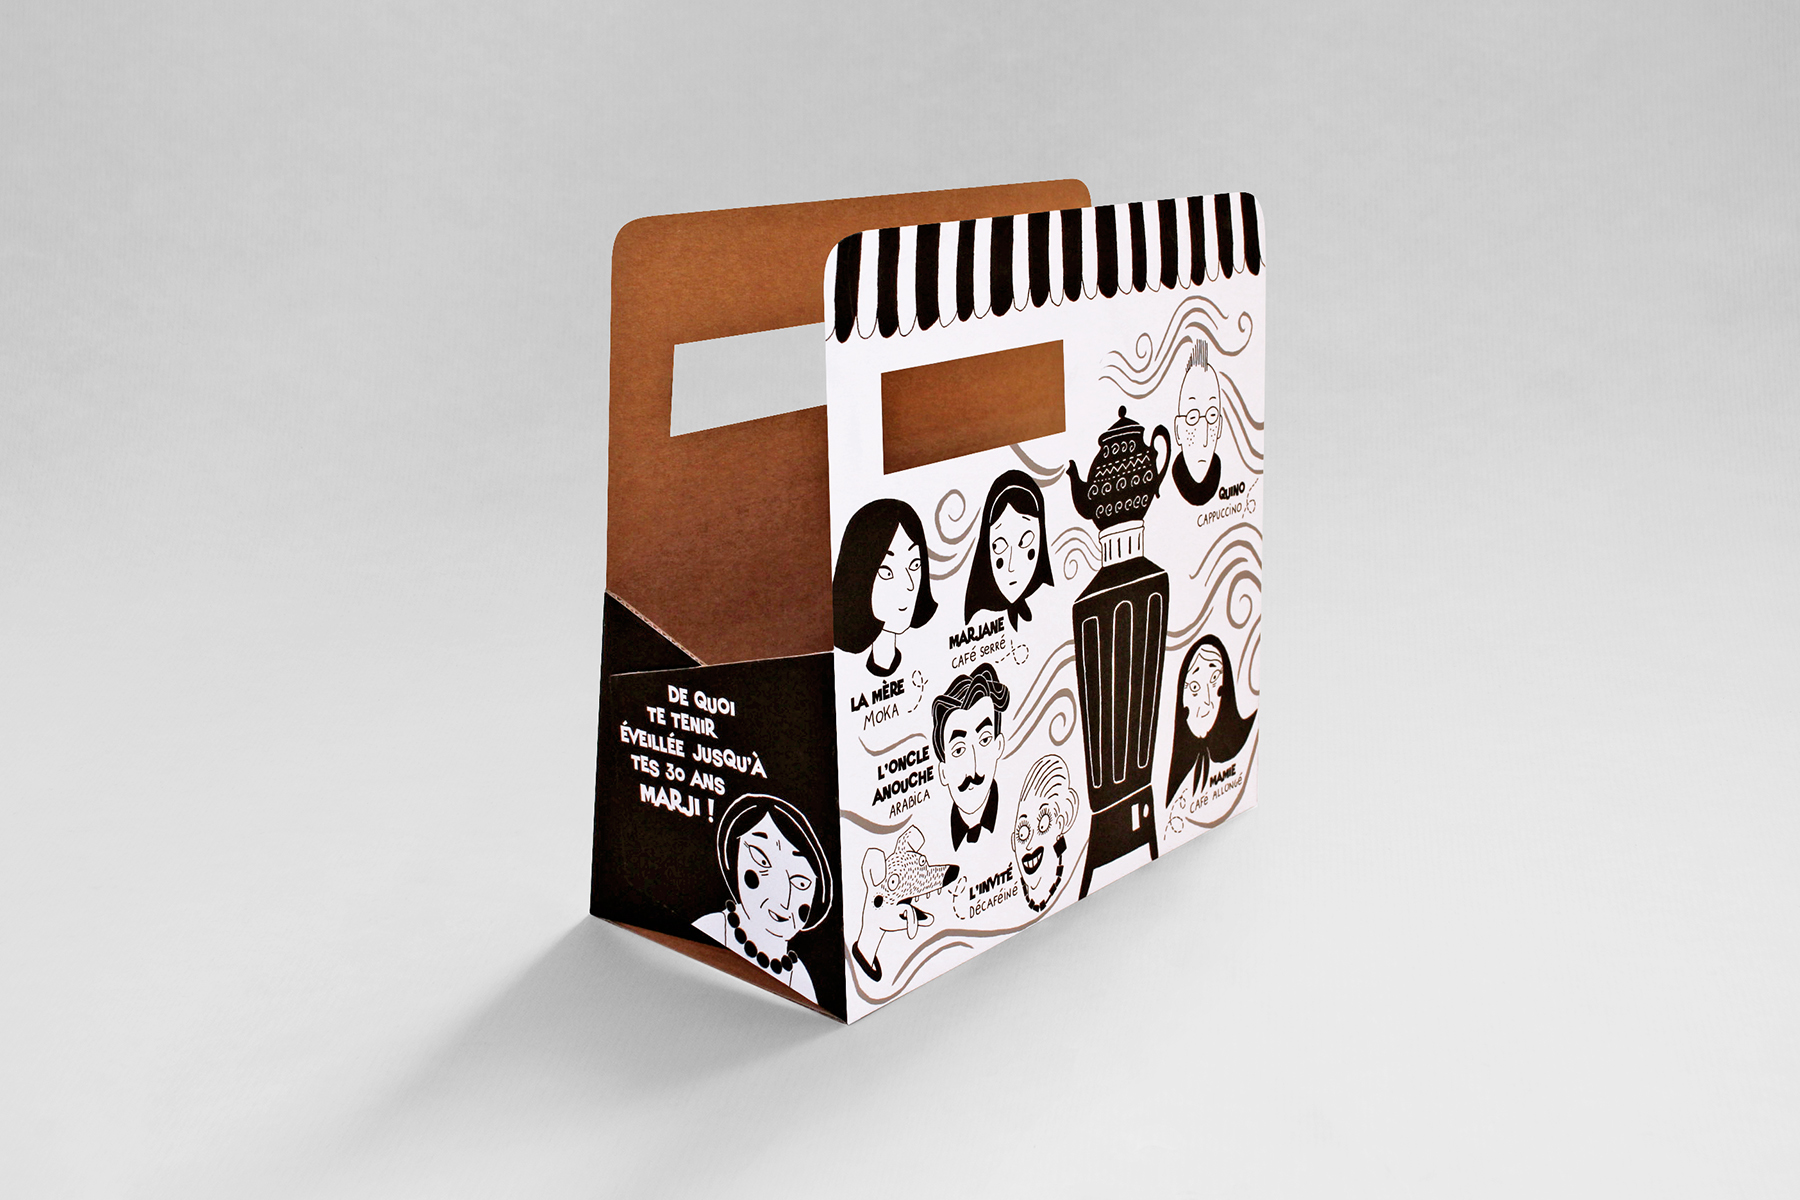 DE QUOI
TE TENIR
ÉVEILLÉE JUSQU'À
TES 30 ANS
MARJI !
QUINO
CAPPUCCINO
MARJANE
CAFÉ SERRÉ
LA MÈRE
MOKA
L'ONCLE
ANOUCHE
ARABICA
MAMIE
CAFÉ ALLONGÉ
L'INVITÉ
DÉCAFÉINÉ